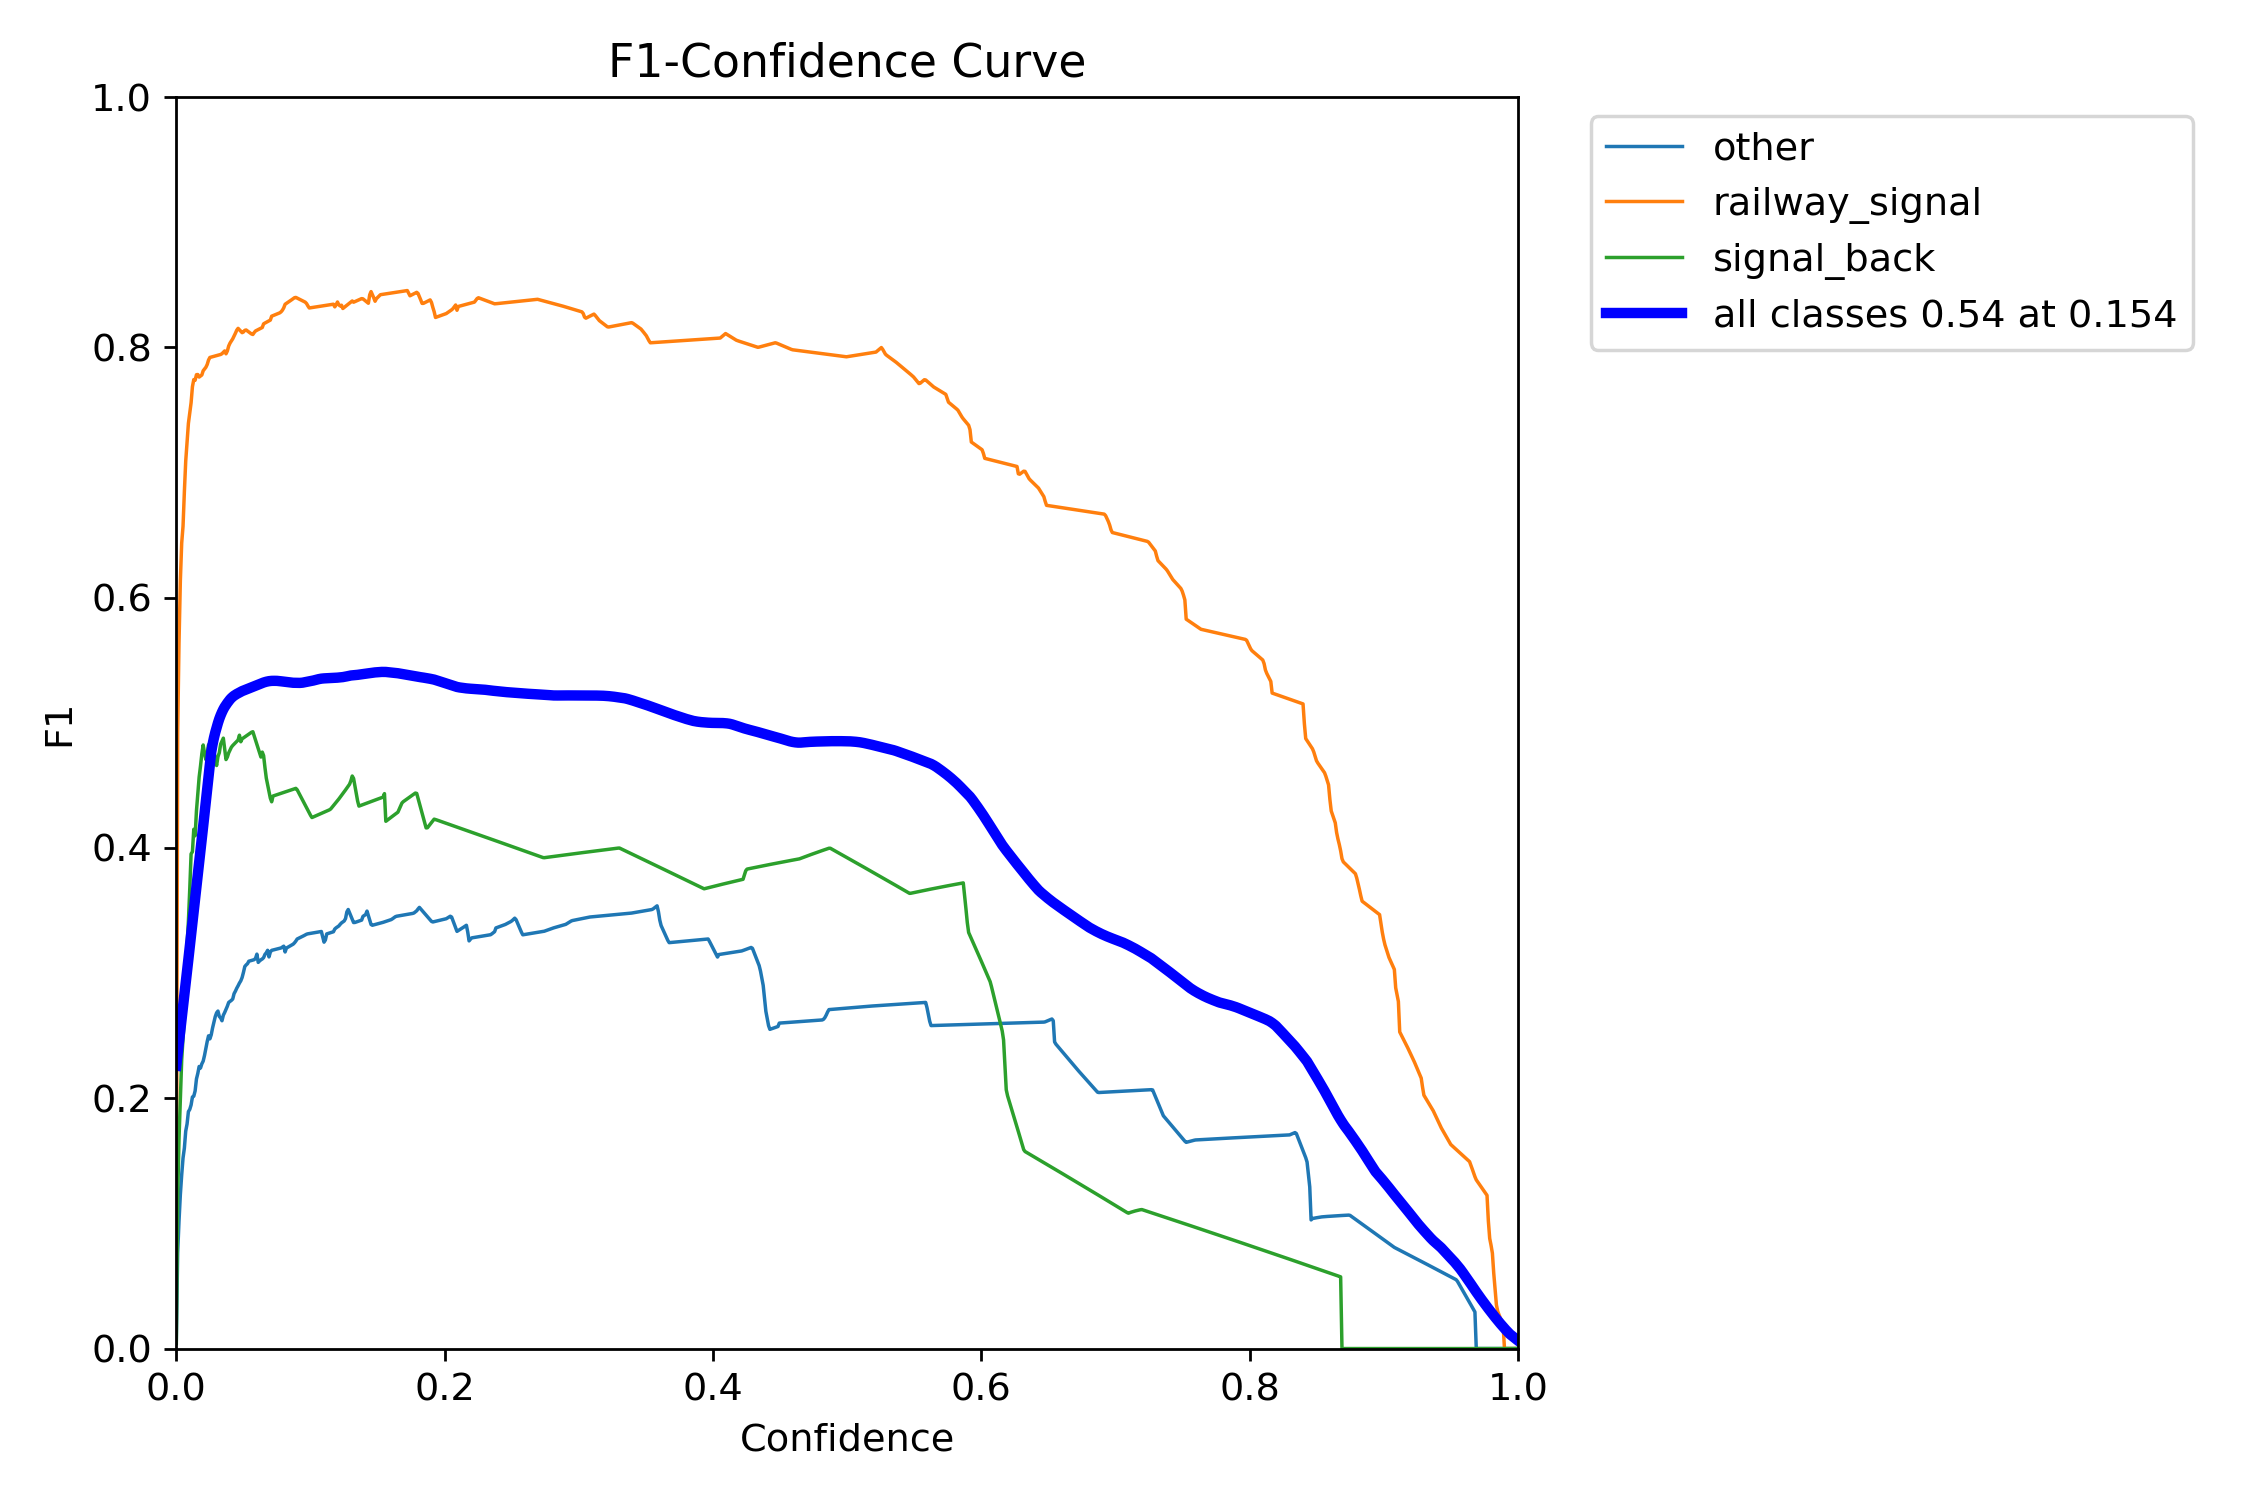 F1-Confidence Curve
1.0
0.8
0.6
0.4
0.2
0.0
F1
0.0 0.2 0.4 0.6 0.8 1.0
Confidence
other
railway_signal
signal_back
all classes 0.54 at 0.154